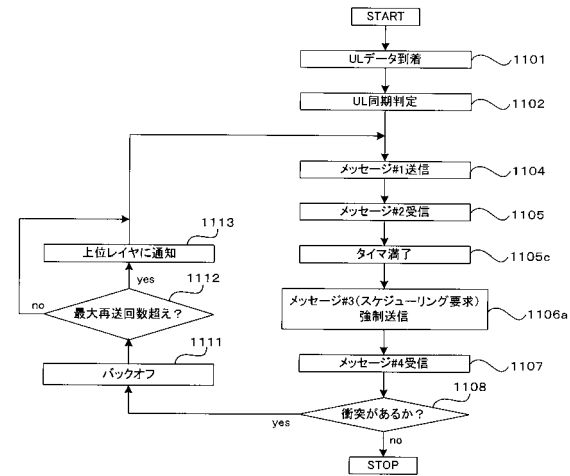 START
ULデータ到着
1101
UL同期判定
1102
メッセージ#1送信
1104
メッセージ#2受信
1105
タイマ満了
1105c
メッセージ#3(スケジューリング要求)
強制送信
1106a
メッセージ#4受信
1107
衝突があるか?
1108
yes
no
STOP
バックオフ
1111
最大再送回数超え?
1112
yes
no
上位レイヤに通知
1113